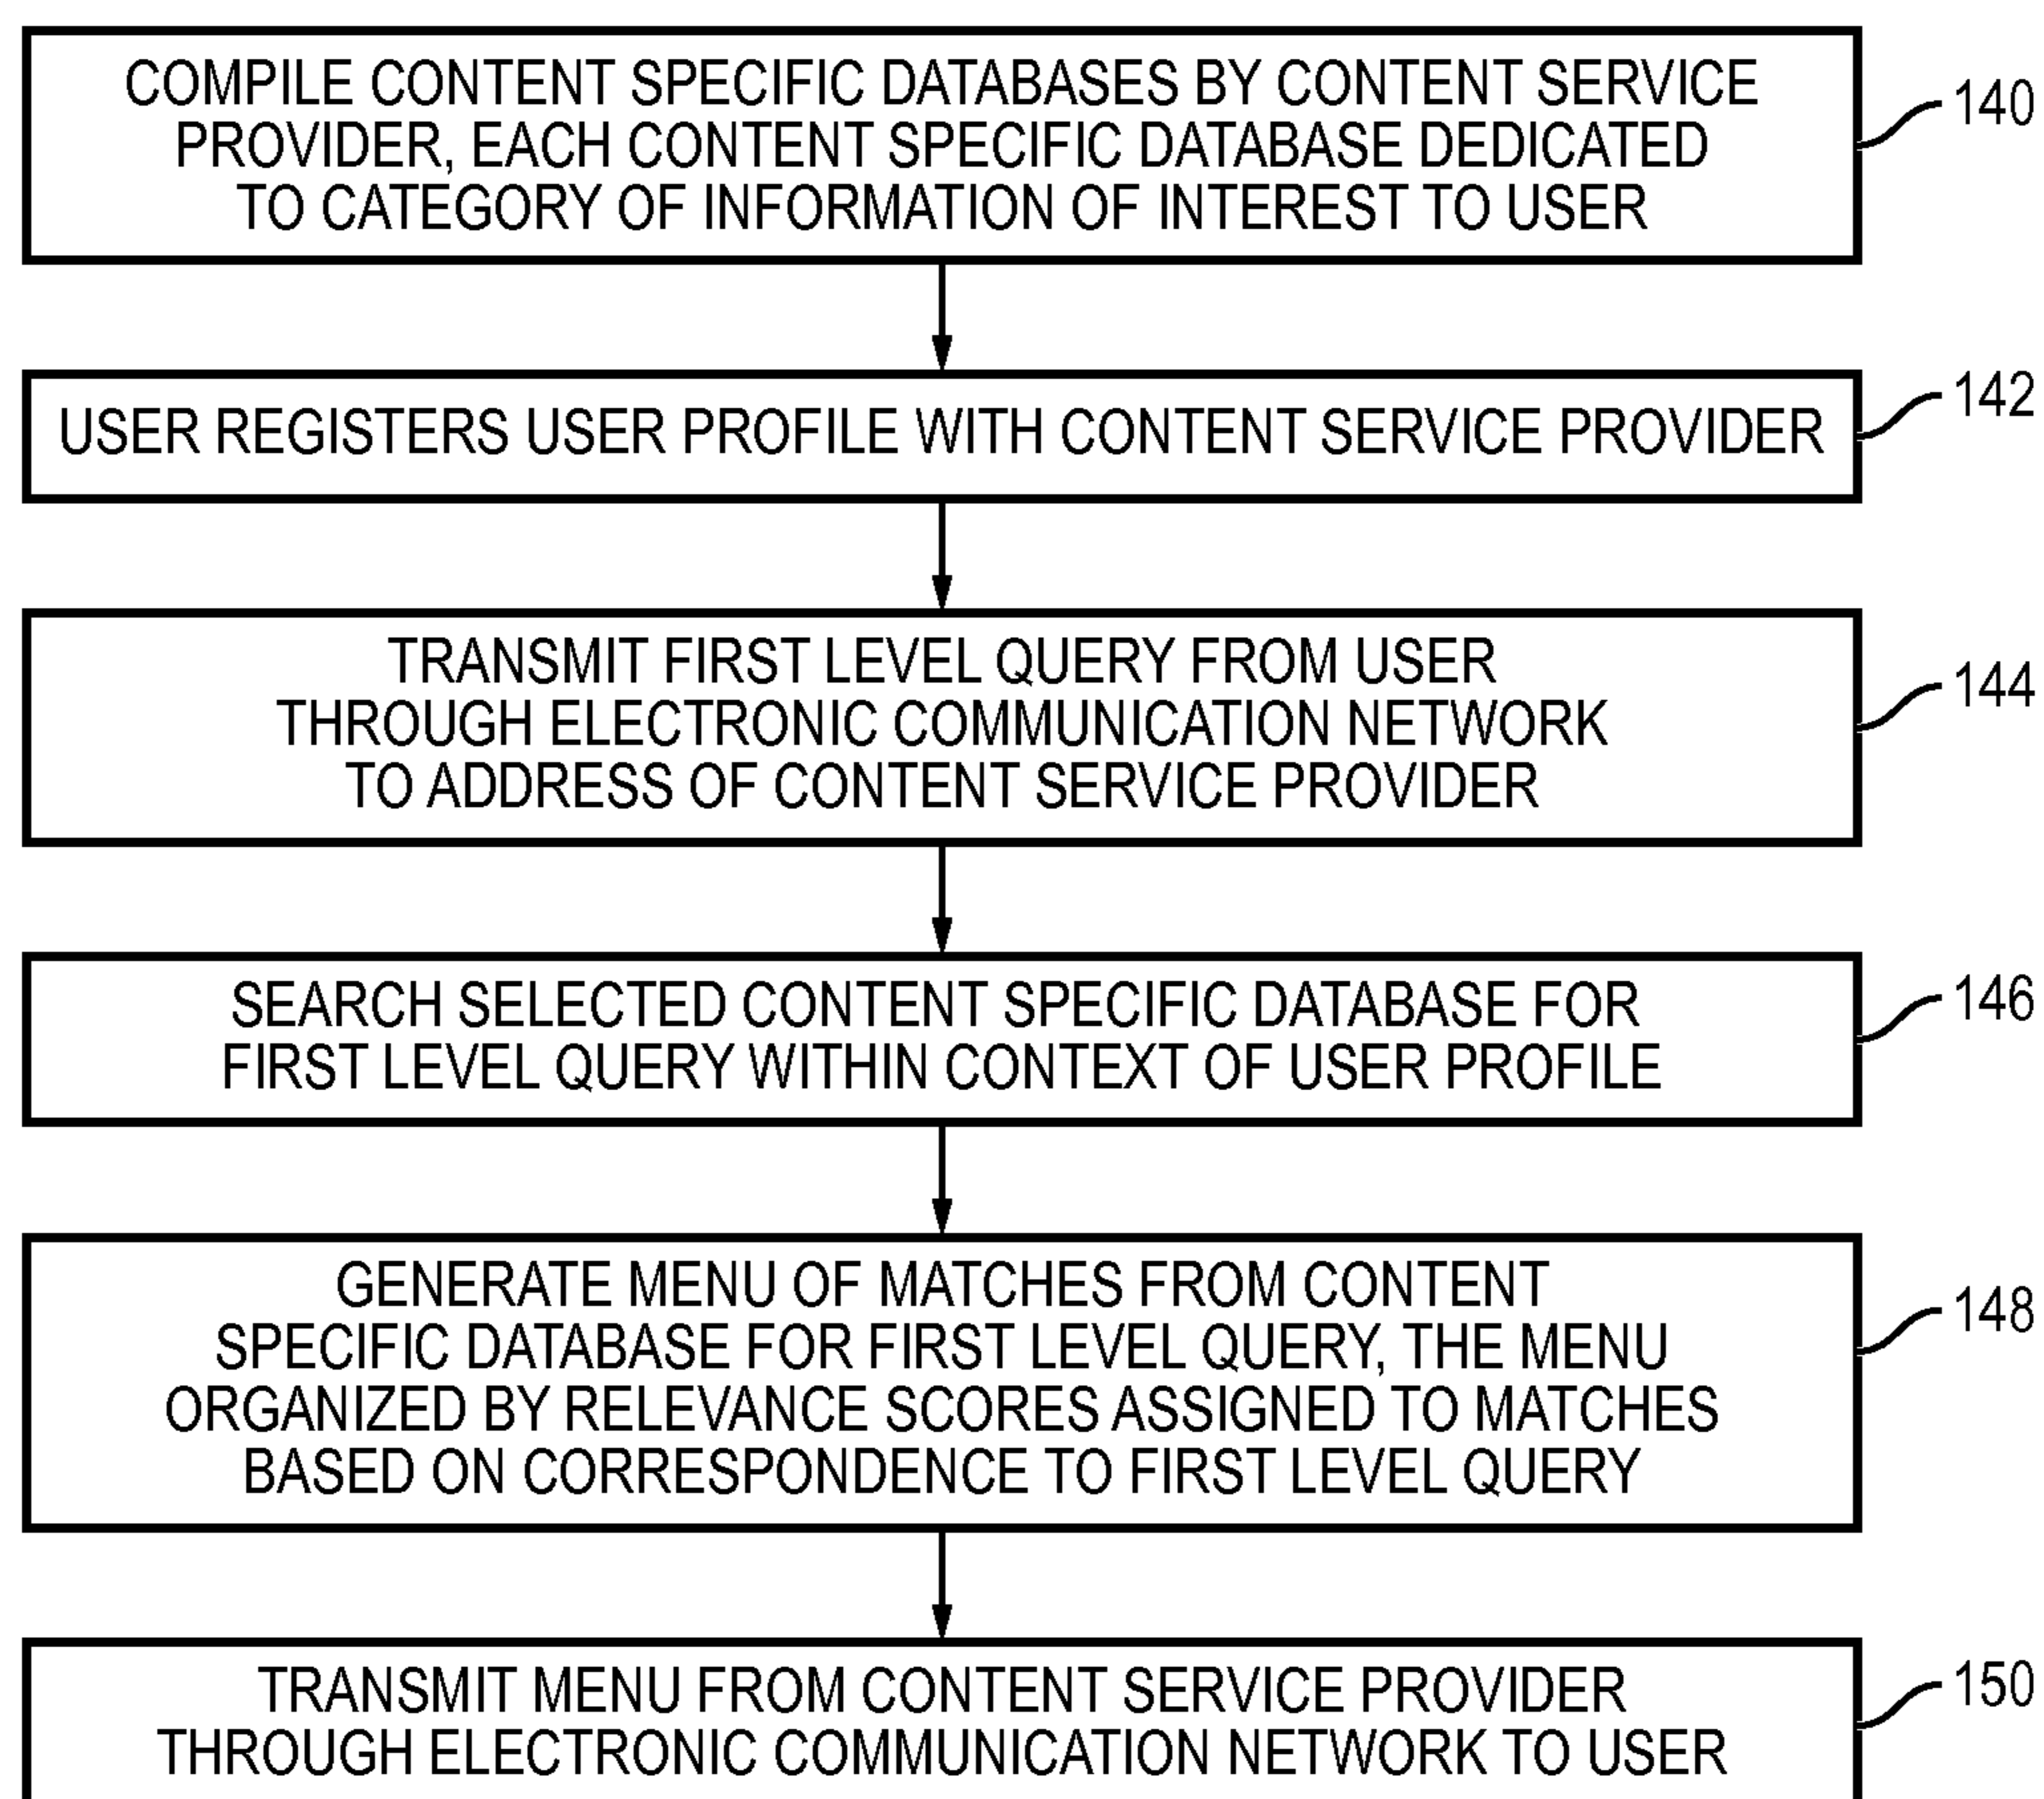 COMPILE CONTENT SPECIFIC DATABASES BY CONTENT SERVICE
PROVIDER, EACH CONTENT SPECIFIC DATABASE DEDICATED
TO CATEGORY OF INFORMATION OF INTEREST TO USER
140
USER REGISTERS USER PROFILE WITH CONTENT SERVICE PROVIDER
142
TRANSMIT FIRST LEVEL QUERY FROM USER
THROUGH ELECTRONIC COMMUNICATION NETWORK
TO ADDRESS OF CONTENT SERVICE PROVIDER
144
SEARCH SELECTED CONTENT SPECIFIC DATABASE FOR
FIRST LEVEL QUERY WITHIN CONTEXT OF USER PROFILE
146
GENERATE MENU OF MATCHES FROM CONTENT
SPECIFIC DATABASE FOR FIRST LEVEL QUERY, THE MENU
ORGANIZED BY RELEVANCE SCORES ASSIGNED TO MATCHES
BASED ON CORRESPONDENCE TO FIRST LEVEL QUERY
148
TRANSMIT MENU FROM CONTENT SERVICE PROVIDER
THROUGH ELECTRONIC COMMUNICATION NETWORK TO USER
150